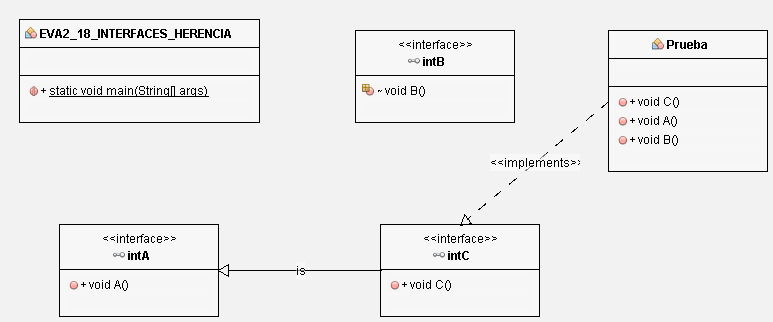 EVA2_18_INTERFACES_HERENCIA
+ static void main(String[] args)
<<interface>>
intB
~ void B()
Prueba
+ void C()
+ void A()
+ void B()
<<implements>>
<<interface>>
intA
+ void A()
is
<<interface>>
intC
+ void C()